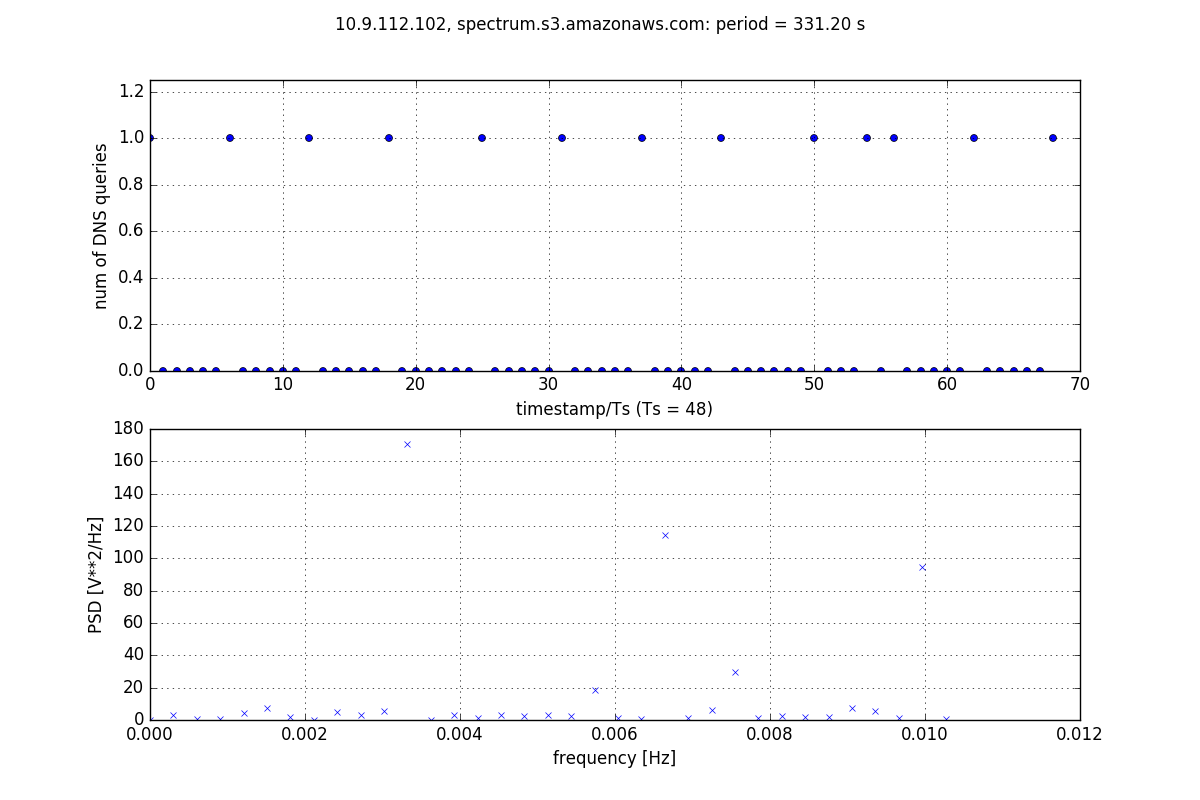 10.9.112.102, spectrum.s3.amazonaws.com: period = 331.20 s
1.2
1.0
0.8
0.6
0.4
0.2
0.0
num of DNS queries
0 10 20 30 40 50 60 70
timestamp/Ts (Ts = 48)
180
160
140
120
100
80
60
40
20
0
PSD [V**2/Hz]
0.000 0.002 0.004 0.006 0.008 0.010 0.012
frequency [Hz]